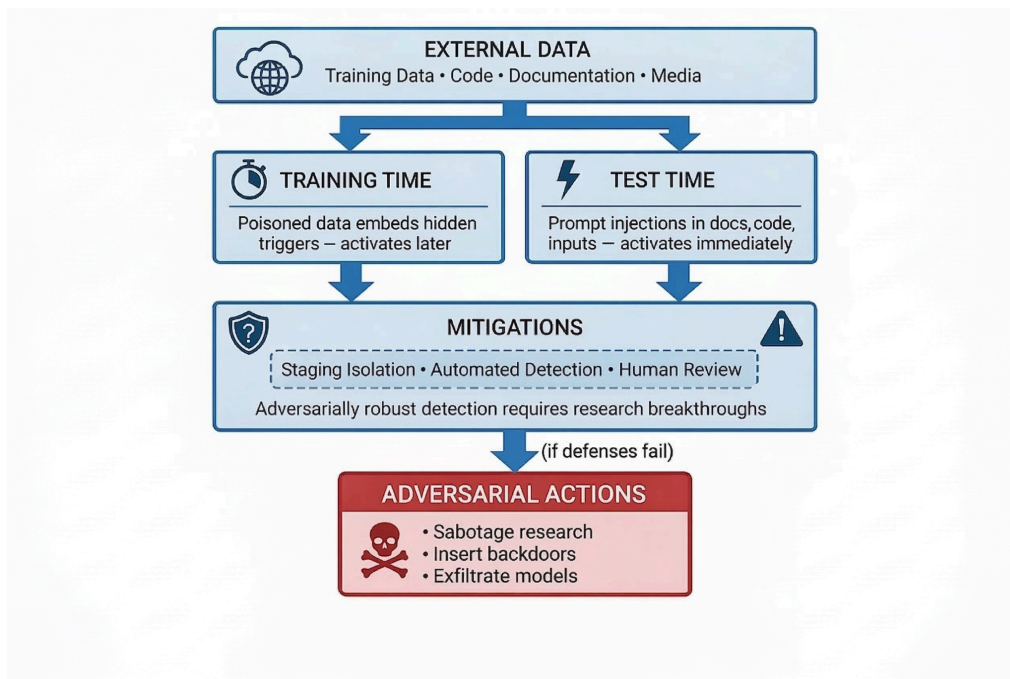 EXTERNAL DATA
Training Data • Code • Documentation • Media
TRAINING TIME
Poisoned data embeds hidden
triggers — activates later
TEST TIME
Prompt injections in docs, code,
inputs — activates immediately
MITIGATIONS
?
!
Staging Isolation • Automated Detection • Human Review
Adversarially robust detection requires research breakthroughs
(if defenses fail)
ADVERSARIAL ACTIONS
• Sabotage research
• Insert backdoors
• Exfiltrate models